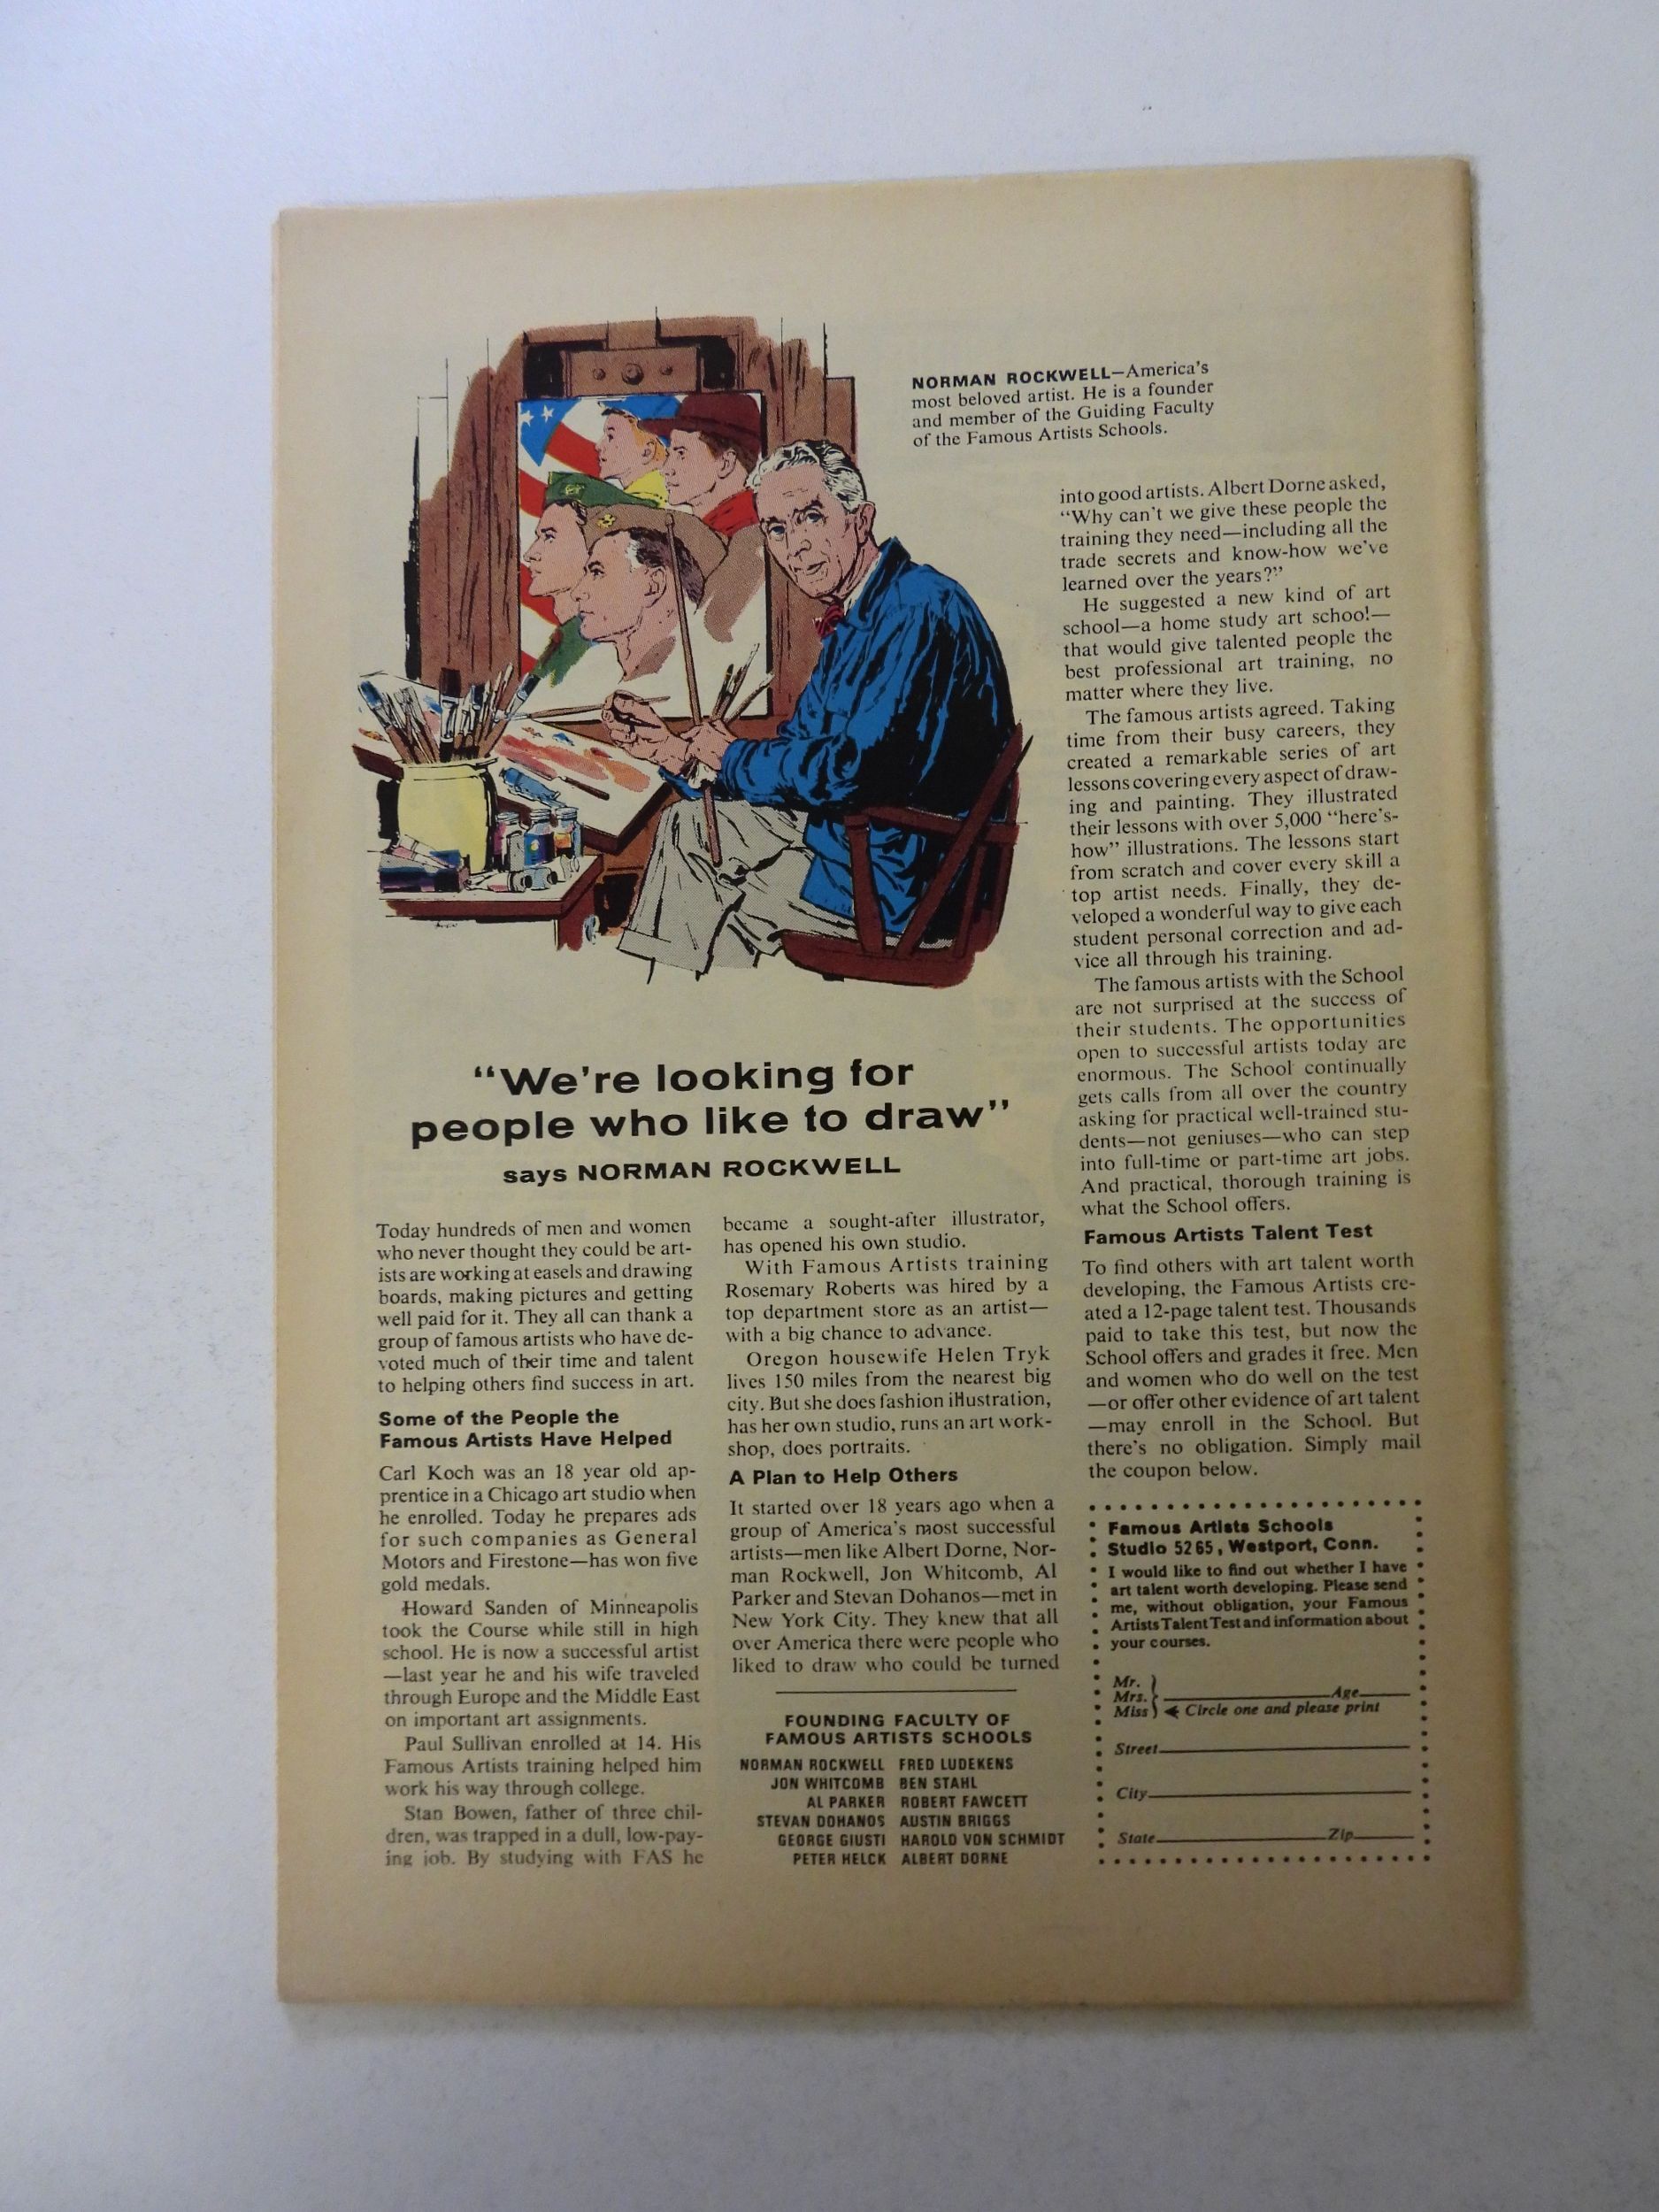 NORMAN ROCKWELL—America's
most beloved artist. He is a founder
and member of the Guiding Faculty
of the Famous Artists Schools.
"We're looking for
people who like to draw"
says NORMAN ROCKWELL
Today hundreds of men and women
who never thought they could be art-
ists are working at easels and drawing
boards, making pictures and getting
well paid for it. They all can thank a
group of famous artists who have de-
voted much of their time and talent
to helping others find success in art.
Some of the People the
Famous Artists Have Helped
Carl Koch was an 18 year old ap-
prentice in a Chicago art studio when
he enrolled. Today he prepares ads
for such companies as General
Motors and Firestone—has won five
gold medals.
Howard Sanden of Minneapolis
took the Course while still in high
school. He is now a successful artist
—last year he and his wife traveled
through Europe and the Middle East
on important art assignments.
Paul Sullivan enrolled at 14. His
Famous Artists training helped him
work his way through college.
Stan Bowen, father of three chil-
dren, was trapped in a dull, low-pay-
ing job. By studying with FAS he
became a sought-after illustrator,
has opened his own studio.
With Famous Artists training
Rosemary Roberts was hired by a
top department store as an artist—
with a big chance to advance.
Oregon housewife Helen Tryk
lives 150 miles from the nearest big
city. But she does fashion illustration,
has her own studio, runs an art work-
shop, does portraits.
A Plan to Help Others
It started over 18 years ago when a
group of America's most successful
artists—men like Albert Dorne, Nor-
man Rockwell, Jon Whitcomb, Al
Parker and Stevan Dohanos—met in
New York City. They knew that all
over America there were people who
liked to draw who could be turned
FOUNDING FACULTY OF
FAMOUS ARTISTS SCHOOLS
NORMAN ROCKWELL FRED LUDEKENS
JON WHITCOMB BEN STAHL
AL PARKER ROBERT FAWCETT
STEVAN DOHANOS AUSTIN BRIGGS
GEORGE GIUSTI HAROLD VON SCHMIDT
PETER HELCK ALBERT DORNE
into good artists. Albert Dorne asked,
"Why can't we give these people the
training they need—including all the
trade secrets and know-how we've
learned over the years?"
He suggested a new kind of art
school—a home study art school—
that would give talented people the
best professional art training, no
matter where they live.
The famous artists agreed. Taking
time from their busy careers, they
created a remarkable series of art
lessons covering every aspect of draw-
ing and painting. They illustrated
their lessons with over 5,000 "here's-
how" illustrations. The lessons start
from scratch and cover every skill a
top artist needs. Finally, they de-
veloped a wonderful way to give each
student personal correction and ad-
vice all through his training.
The famous artists with the School
are not surprised at the success of
their students. The opportunities
open to successful artists today are
enormous. The School continually
gets calls from all over the country
asking for practical well-trained stu-
dents—not geniuses—who can step
into full-time or part-time art jobs.
And practical, thorough training is
what the School offers.
Famous Artists Talent Test
To find others with art talent worth
developing, the Famous Artists cre-
ated a 12-page talent test. Thousands
paid to take this test, but now the
School offers and grades it free. Men
and women who do well on the test
—or offer other evidence of art talent
—may enroll in the School. But
there's no obligation. Simply mail
the coupon below.
Famous Artists Schools
Studio 5265, Westport, Conn.
I would like to find out whether I have
art talent worth developing. Please send
me, without obligation, your Famous
Artists Talent Test and information about
your courses.
Mr.
Mrs. Age
Miss Circle one and please print
Street
City
State Zip